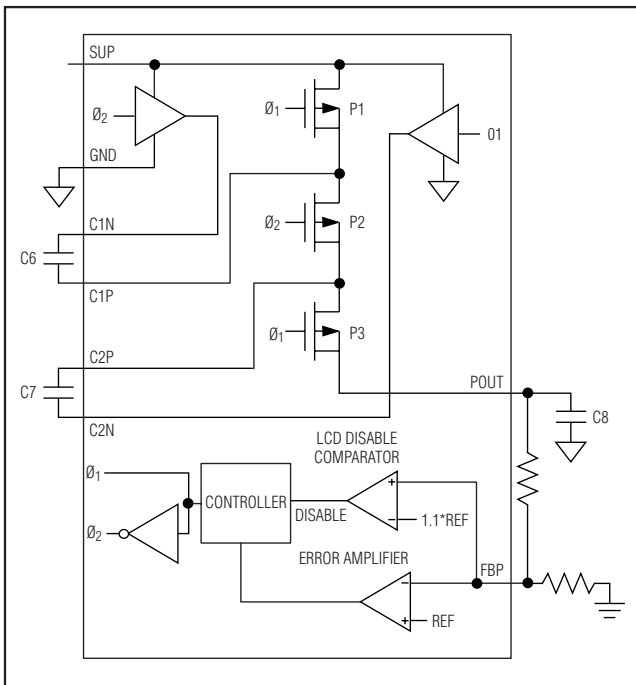 SUP
Ø1
P1
Ø2
01
GND
C1N
Ø2
P2
C6
C1P
Ø1
P3
C2P
POUT
C7
C8
C2N
LCD DISABLE
COMPARATOR
Ø1
+
CONTROLLER
DISABLE
−
1.1*REF
Ø2
ERROR AMPLIFIER
FBP
−
+
REF